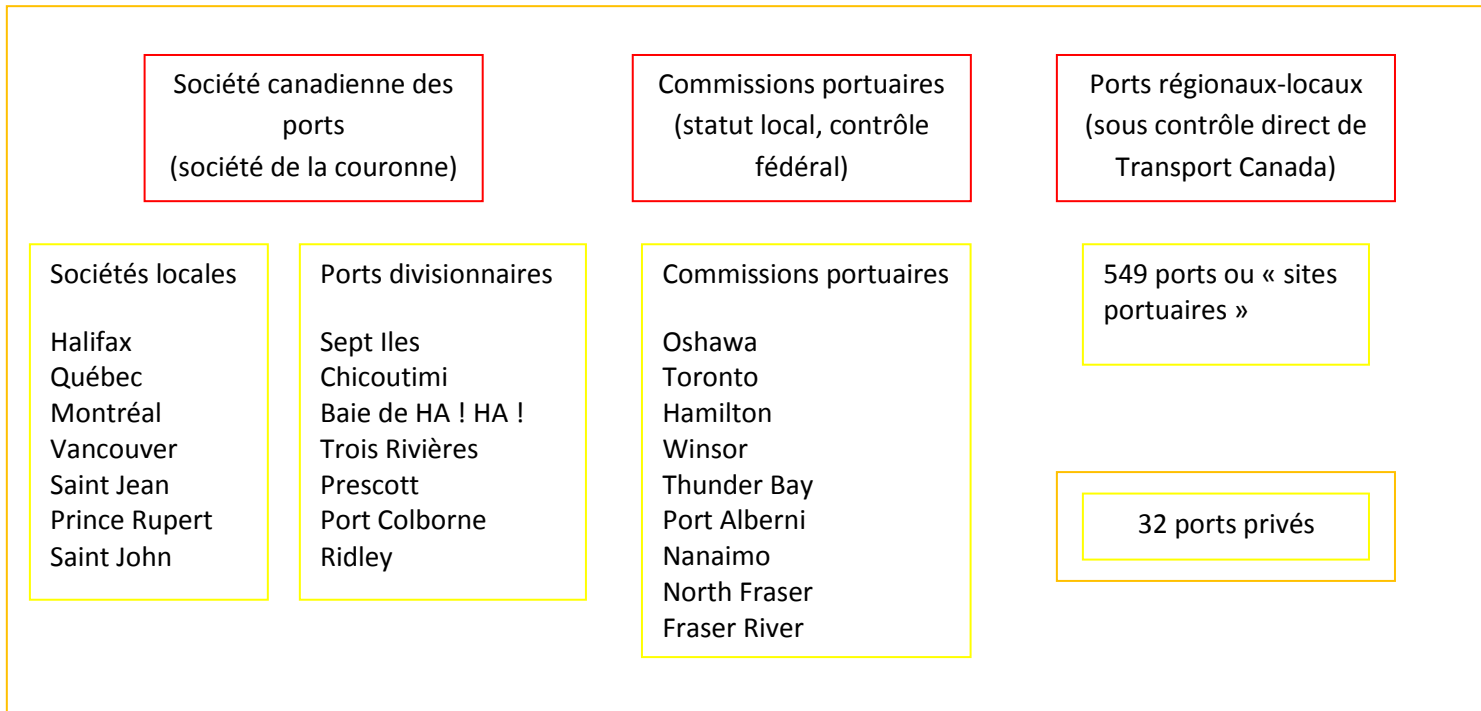 Société canadienne des
ports
(société de la couronne)
Commissions portuaires
(statut local, contrôle
fédéral)
Ports régionaux-locaux
(sous contrôle direct de
Transport Canada)
Sociétés locales
Halifax
Québec
Montréal
Vancouver
Saint Jean
Prince Rupert
Saint John
Ports divisionnaires
Sept Iles
Chicoutimi
Baie de HA ! HA !
Trois Rivières
Prescott
Port Colborne
Ridley
Commissions portuaires
Oshawa
Toronto
Hamilton
Winsor
Thunder Bay
Port Alberni
Nanaimo
North Fraser
Fraser River
549 ports ou « sites
portuaires »
32 ports privés